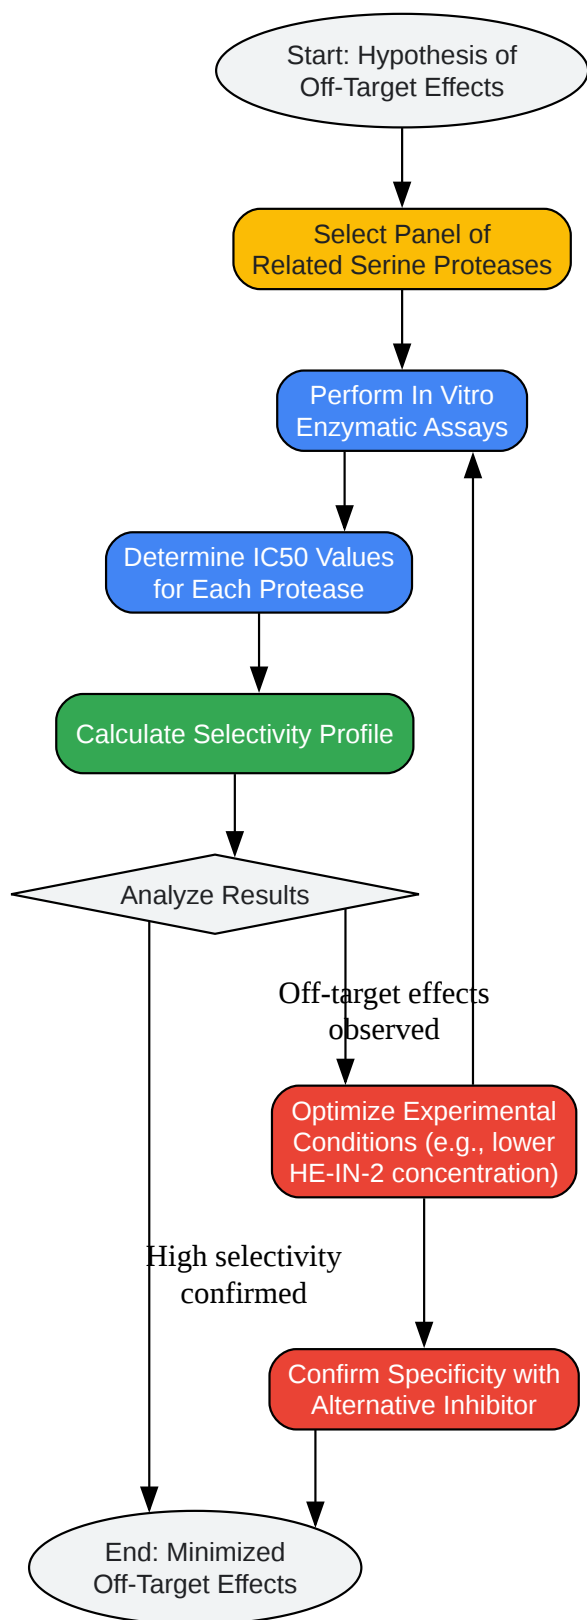 Start: Hypothesis of
Off-Target Effects
Select Panel of
Related Serine Proteases
Perform In Vitro
Enzymatic Assays
Determine IC50 Values
for Each Protease
Calculate Selectivity Profile
Analyze Results
Off-target effects
observed
Optimize Experimental
Conditions (e.g., lower
HE-IN-2 concentration)
High selectivity
confirmed
Confirm Specificity with
Alternative Inhibitor
End: Minimized
Off-Target Effects